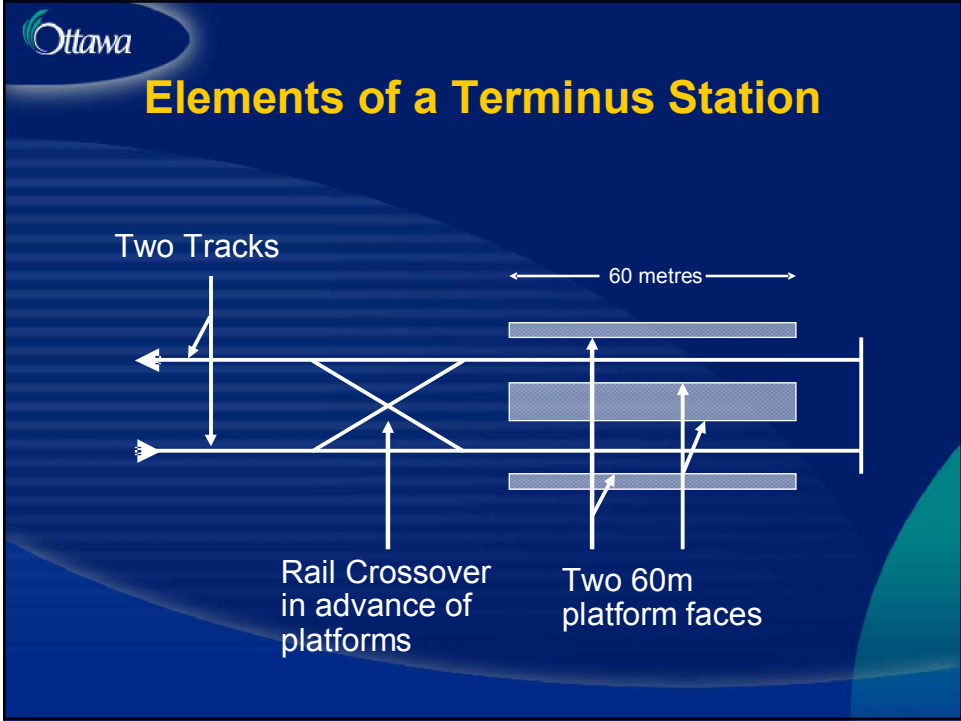 Ottawa
Elements of a Terminus Station
Two Tracks
60 metres
Rail Crossover
in advance of
platforms
Two 60m
platform faces